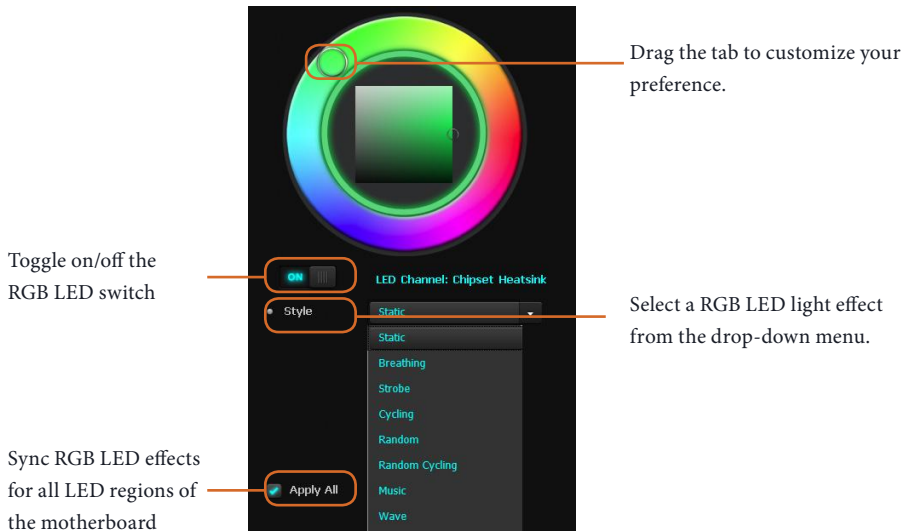 Drag the tab to customize your
preference.
Toggle on/off the
RGB LED switch
ON
LED Channel: Chipset Heatsink
Style
Static
Select a RGB LED light effect
from the drop-down menu.
Static
Breathing
Strobe
Cycling
Random
Random Cycling
Music
Wave
Sync RGB LED effects
for all LED regions of
the motherboard
Apply All